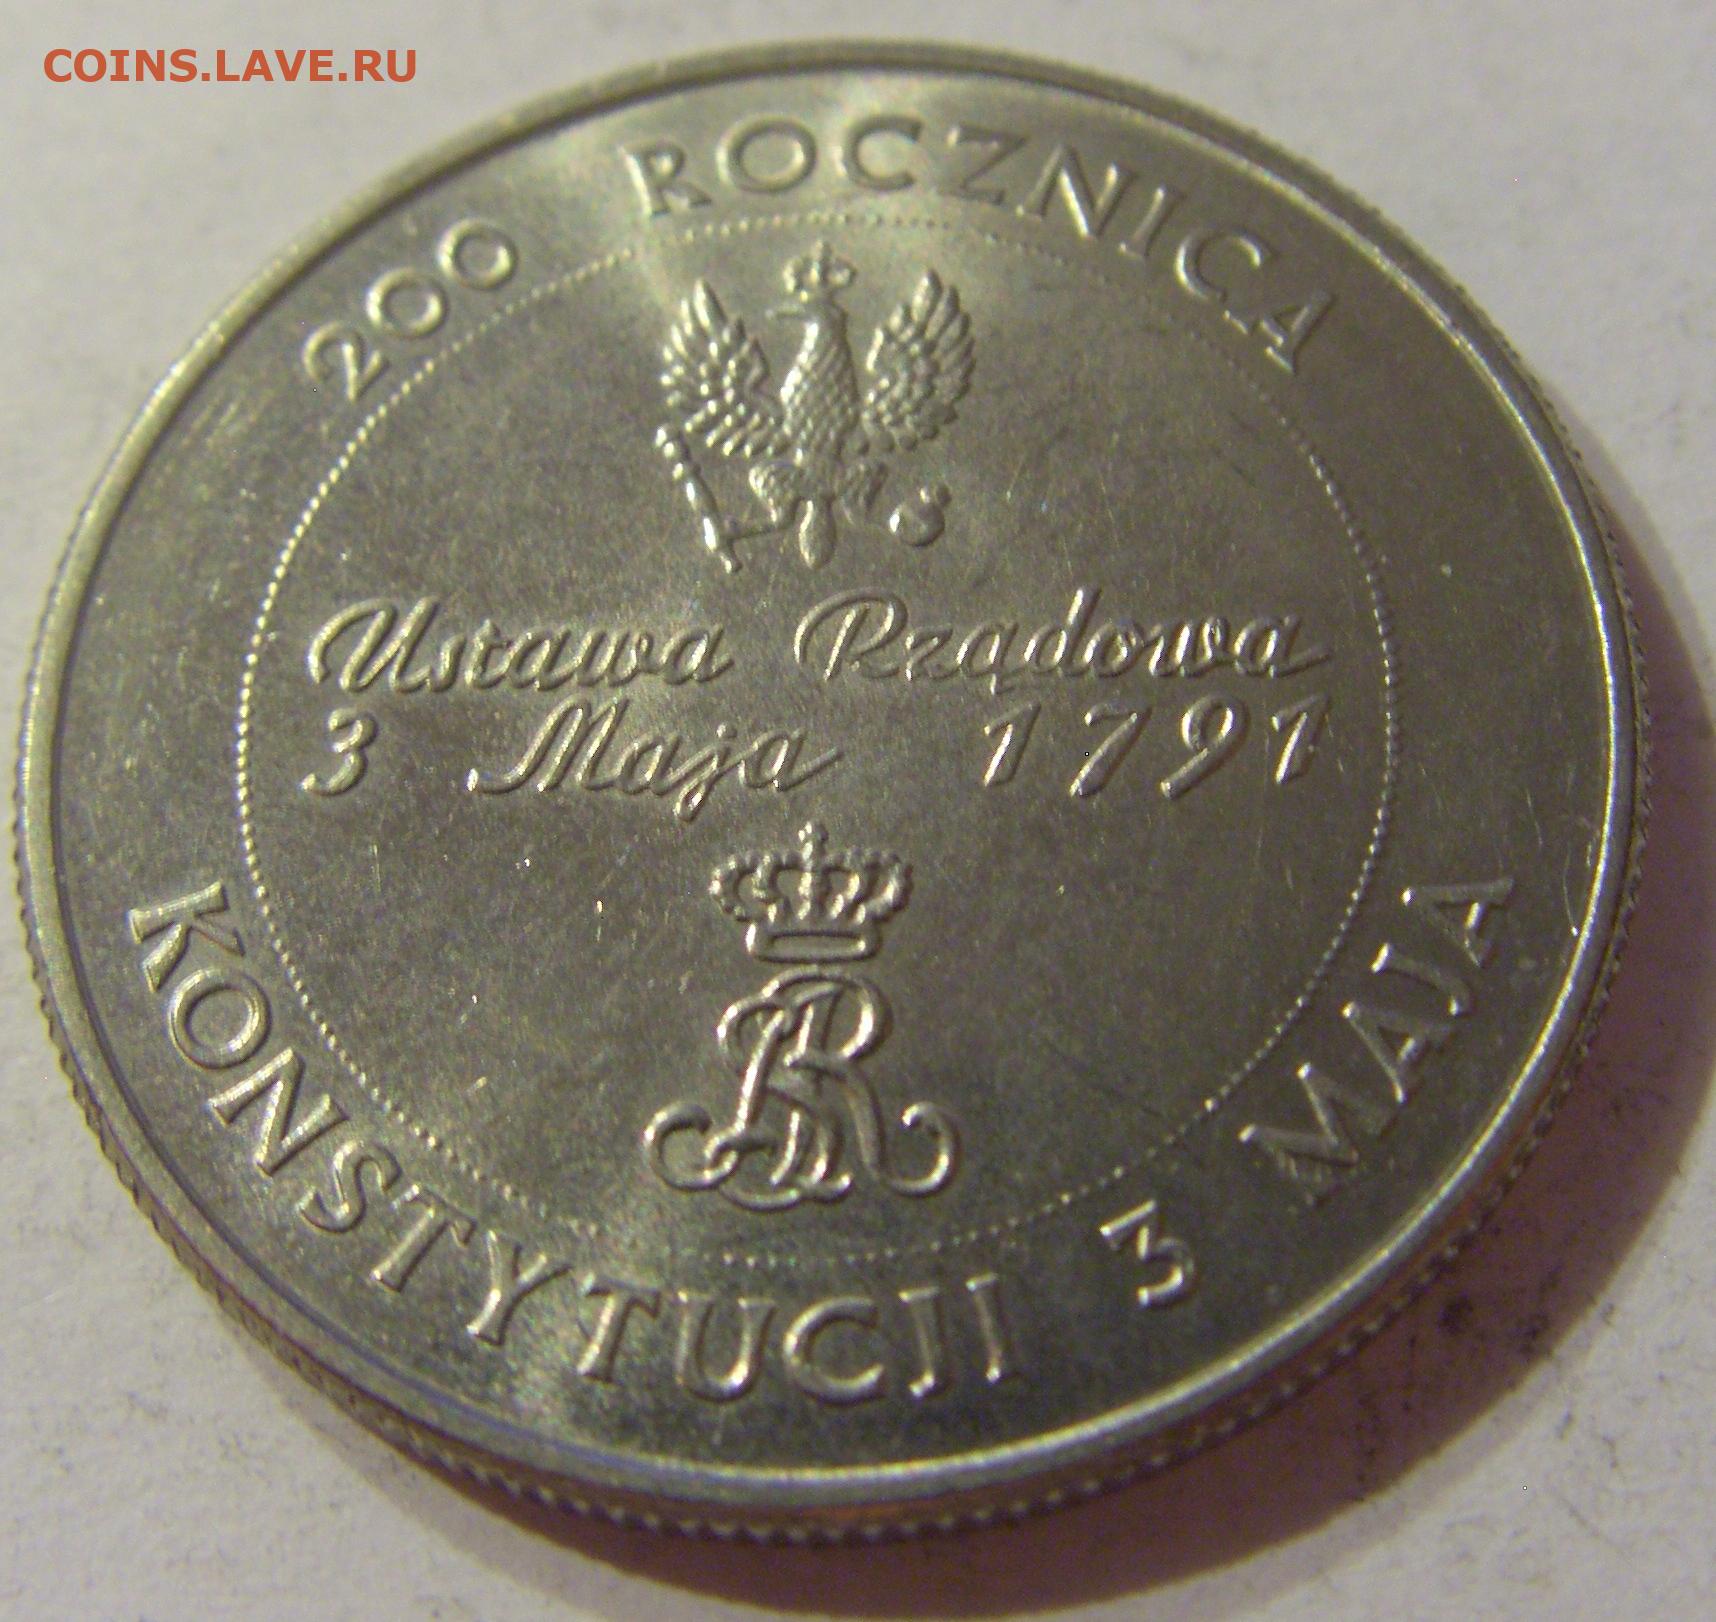 COINS.LAVE.RU
200 ROCZNICA
Ustawa Rządowa
3 Maja 1791
KONSTYTUCJI 3 MAJA